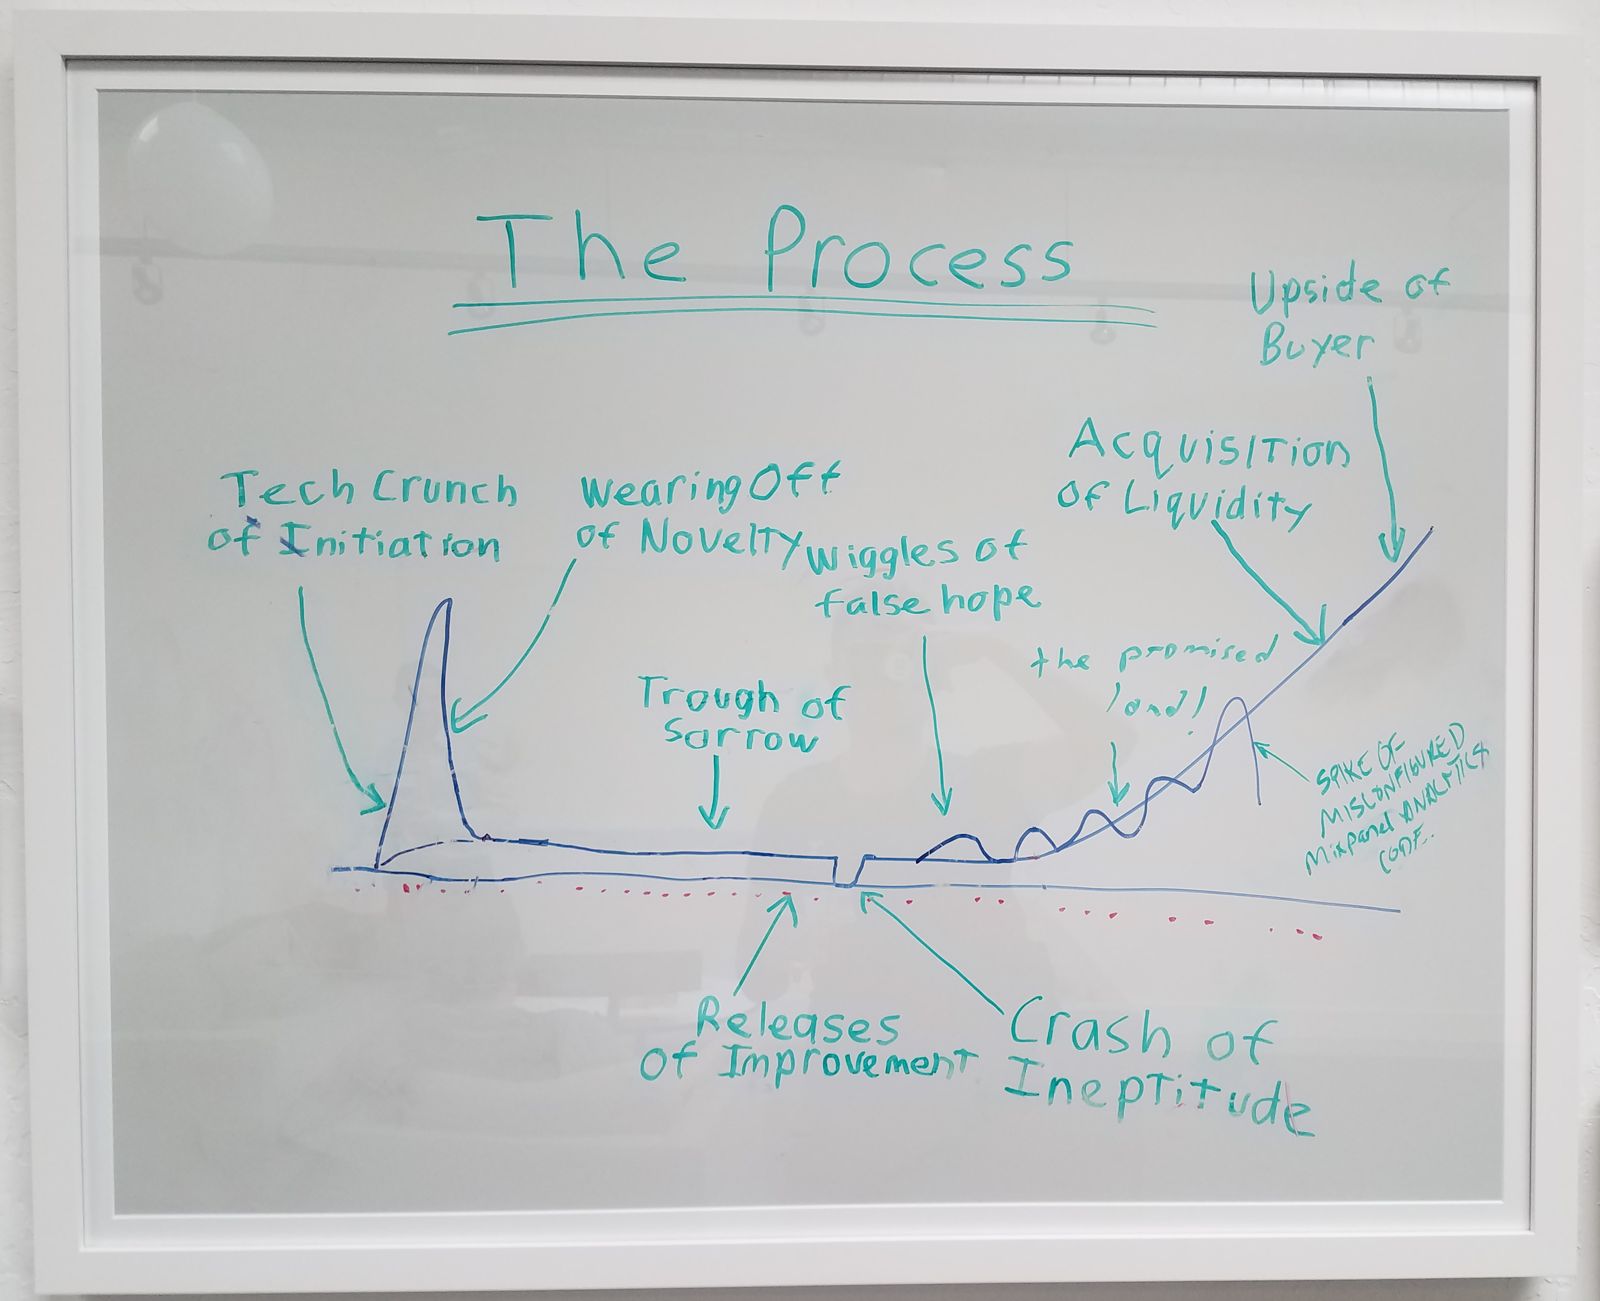 The Process
Upside of
Buyer
Acquisition
of Liquidity
Tech Crunch
of Initiation
Wearing Off
of Novelty
Wiggles of
false hope
the promised
land!
Trough of
Sorrow
SPIKE OF
MISCONFIGURED
Mixpanel ANALYTICS
CODE..
Releases
of Improvement
Crash of
Ineptitude